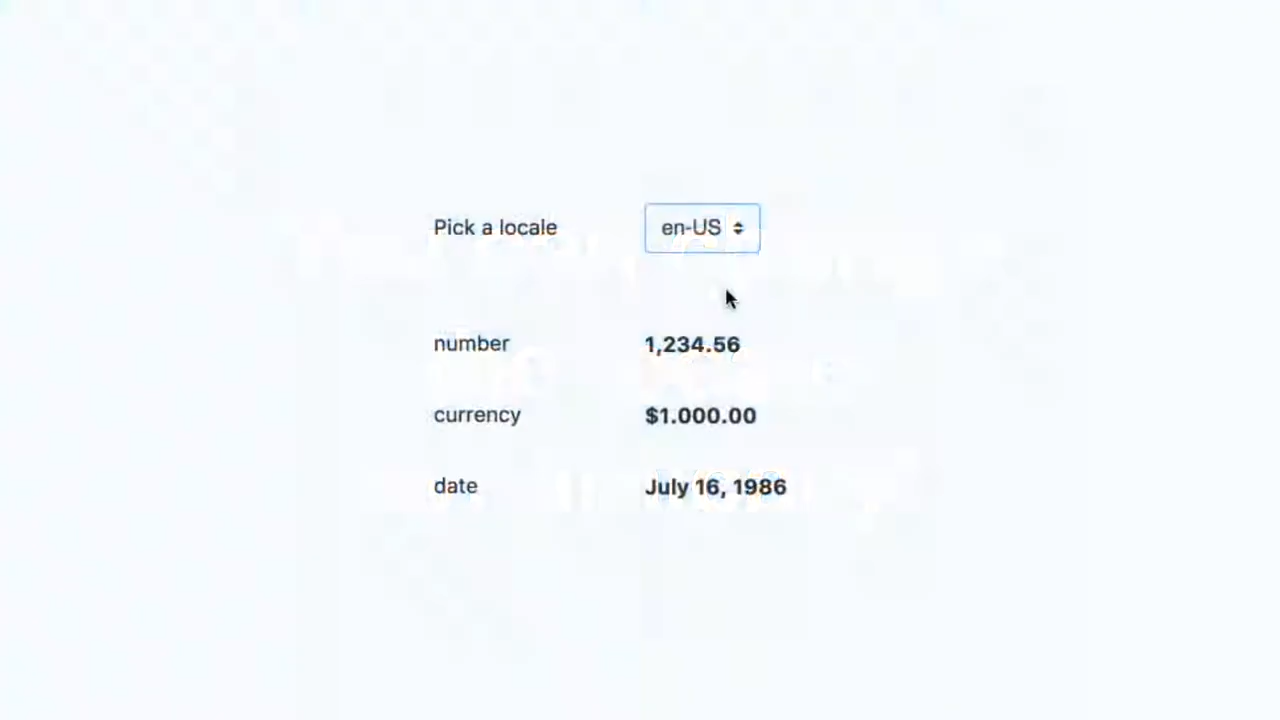 Pick a locale en-US
number 1,234.56
currency $1.000.00
date July 16, 1986